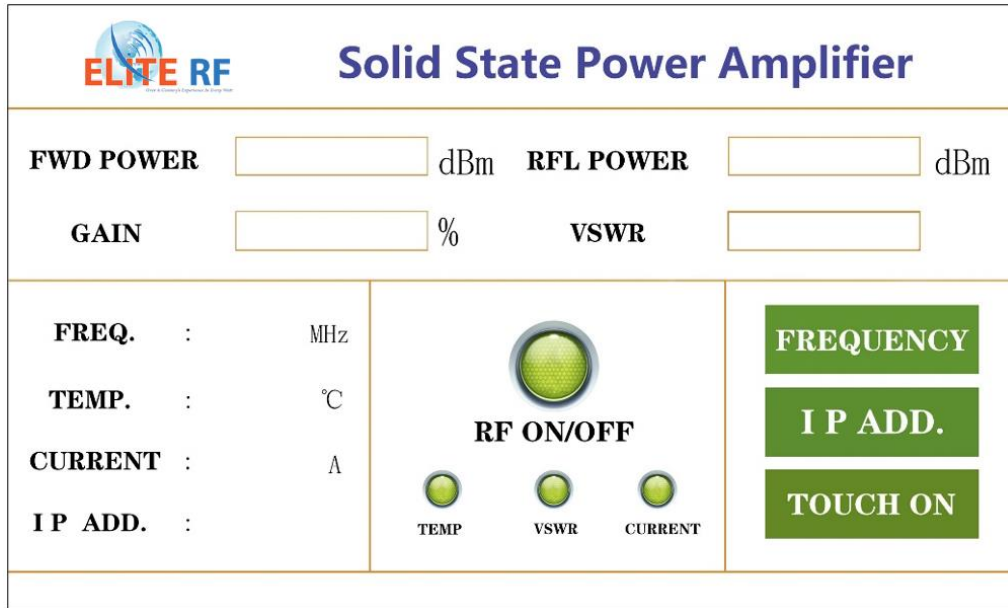 ELiTE RF
Solid State Power Amplifier
FWD POWER dBm RFL POWER dBm
GAIN % VSWR
FREQ. : MHz
TEMP. : ℃
CURRENT : A
I P ADD. :
RF ON/OFF
TEMP VSWR CURRENT
FREQUENCY
I P ADD.
TOUCH ON